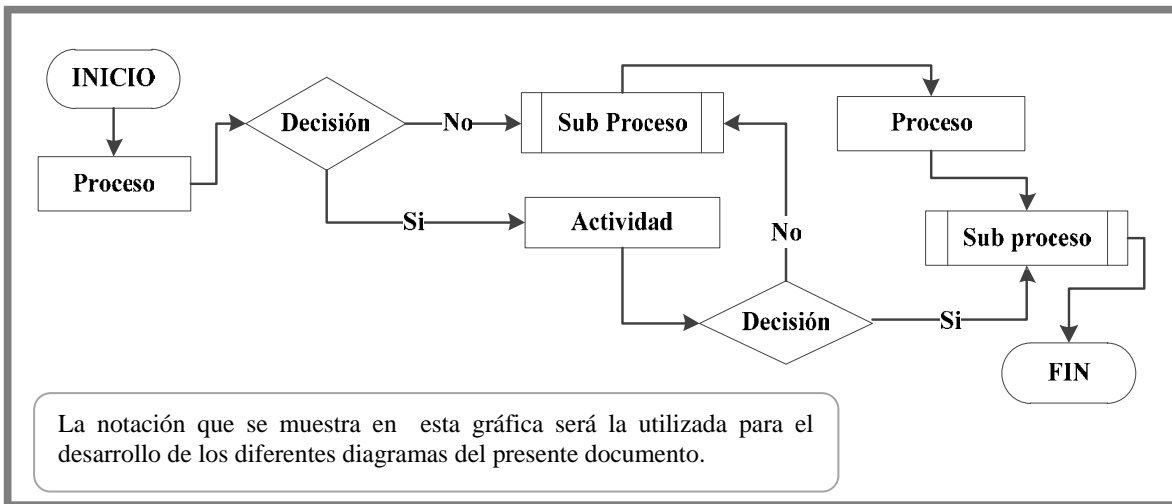 INICIO
Proceso
Decisión
No
Sub Proceso
Proceso
Si
Actividad
No
Sub proceso
Decisión
Si
FIN
La notación que se muestra en esta gráfica será la utilizada para el
desarrollo de los diferentes diagramas del presente documento.